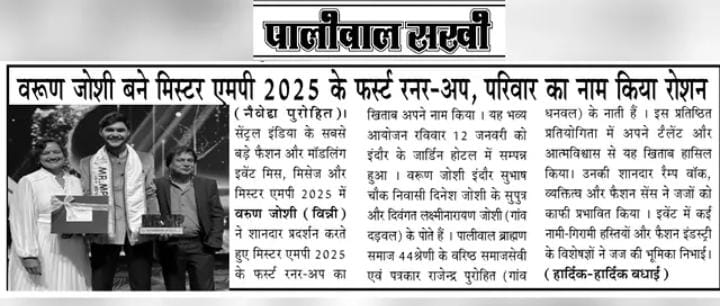 पालीवाल सखी
वरूण जोशी बने मिस्टर एमपी 2025 के फर्स्ट रनर-अप, परिवार का नाम किया रोशन
(नैवेद्य पुरोहित)।
सेंट्रल इंडिया के सबसे
बड़े फैशन और मॉडलिंग
इवेंट मिस, मिसेज और
मिस्टर एमपी 2025 में
वरुण जोशी (विन्नी)
ने शानदार प्रदर्शन करते
हुए मिस्टर एमपी 2025
के फर्स्ट रनर-अप का
खिताब अपने नाम किया । यह भव्य
आयोजन रविवार 12 जनवरी को
इंदौर के जार्डिन होटल में सम्पन्न
हुआ । वरूण जोशी इंदौर सुभाष
चौक निवासी दिनेश जोशी के सुपुत्र
और दिवंगत लक्ष्मीनारायण जोशी (गांव
दड़वल) के पोते हैं । पालीवाल ब्राह्मण
समाज 44श्रेणी के वरिष्ठ समाजसेवी
एवं पत्रकार राजेन्द्र पुरोहित (गांव
धनवल) के नाती हैं । इस प्रतिष्ठित
प्रतियोगिता में अपने टैलेंट और
आत्मविश्वास से यह खिताब हासिल
किया। उनकी शानदार रैम्प वॉक,
व्यक्तित्व और फैशन सेंस ने जजों को
काफी प्रभावित किया । इवेंट में कई
नामी-गिरामी हस्तियों और फैशन इंडस्ट्री
के विशेषज्ञों ने जज की भूमिका निभाई।
(हार्दिक-हार्दिक बधाई )
MR. MP